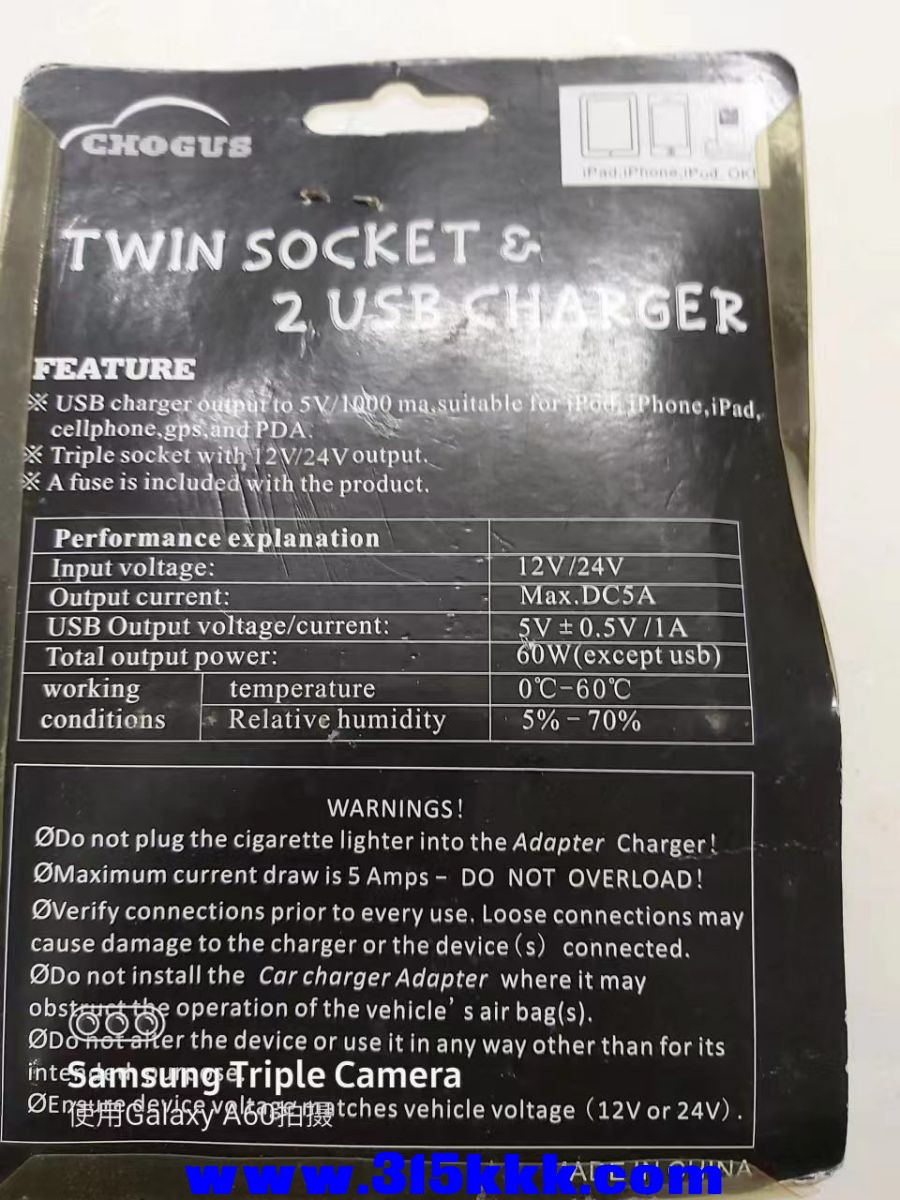 CHOGUS
iPad,iPhone,iPod, OK!
TWIN SOCKET &
2 USB CHARGER
FEATURE
※ USB charger output to 5V/1000 ma,suitable for iPod, iPhone,iPad,
cellphone,gps,and PDA.
※ Triple socket with 12V/24V output.
※ A fuse is included with the product.
Performance explanation
Input voltage: 12V/24V
Output current: Max.DC5A
USB Output voltage/current: 5V±0.5V/1A
Total output power: 60W(except usb)
working temperature 0℃-60℃
conditions Relative humidity 5%-70%
WARNINGS!
ØDo not plug the cigarette lighter into the Adapter Charger!
ØMaximum current draw is 5 Amps – DO NOT OVERLOAD!
ØVerify connections prior to every use. Loose connections may
cause damage to the charger or the device(s) connected.
ØDo not install the Car charger Adapter where it may
obstruct the operation of the vehicle's air bag(s).
ØDo not alter the device or use it in any way other than for its
intended purpose.
Samsung Triple Camera
ØEnsure device voltage matches vehicle voltage (12V or 24V).
使用Galaxy A60拍摄
MADE IN CHINA
www.315kkk.com